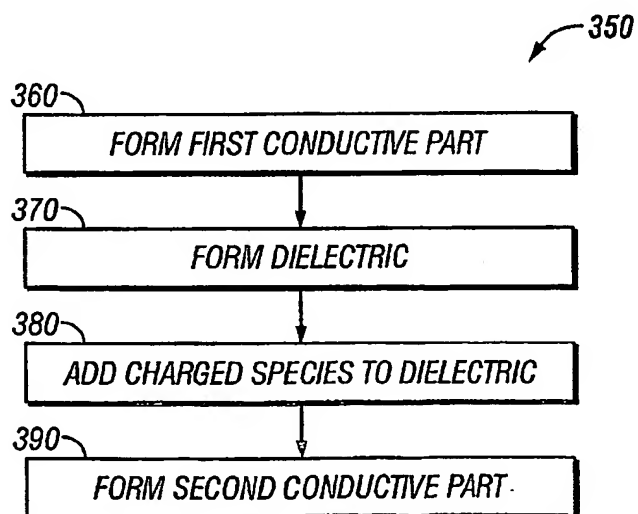 350
360
FORM FIRST CONDUCTIVE PART
370
FORM DIELECTRIC
380
ADD CHARGED SPECIES TO DIELECTRIC
390
FORM SECOND CONDUCTIVE PART